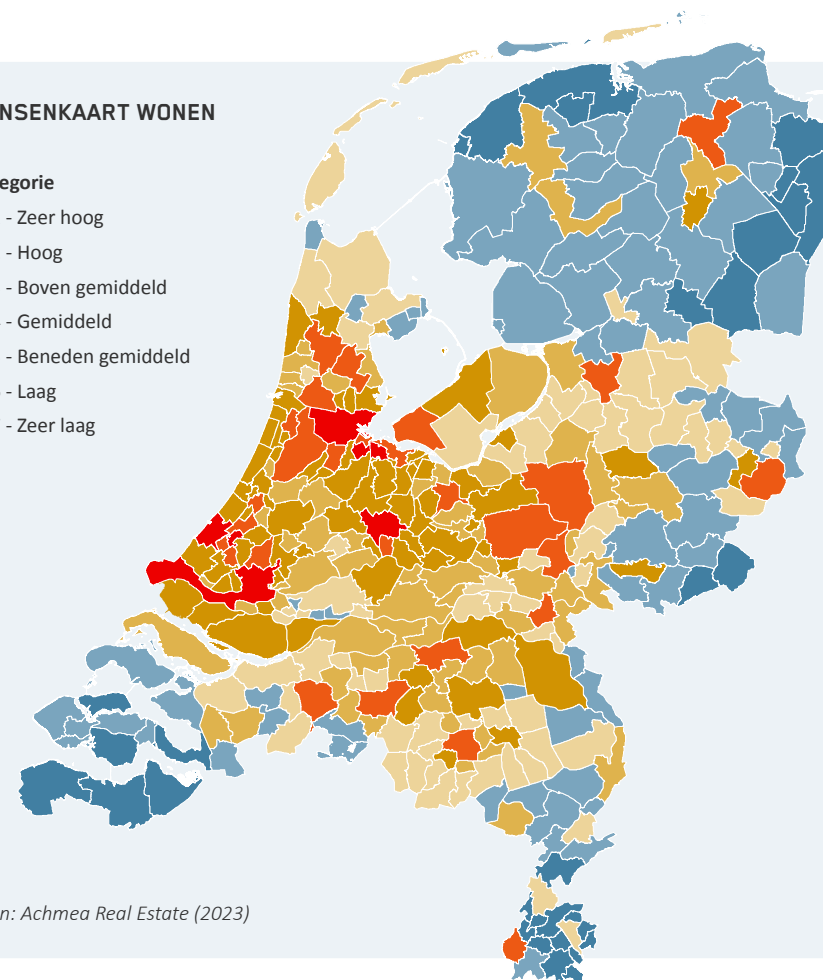 NSENKAART WONEN
egorie
- Zeer hoog
- Hoog
- Boven gemiddeld
- Gemiddeld
- Beneden gemiddeld
- Laag
- Zeer laag
n: Achmea Real Estate (2023)